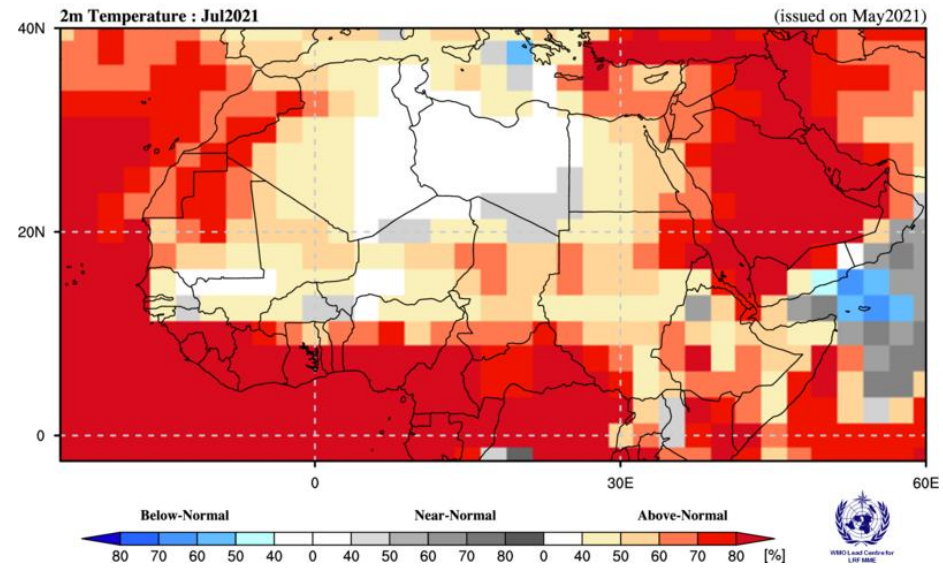 2m Temperature : Jul2021 (issued on May2021)
40N
20N
0
0 30E 60E
Below-Normal Near-Normal Above-Normal
80 70 60 50 40 0 40 50 60 70 80 0 40 50 60 70 80 [%]
WMO Lead Centre for
LRF MME